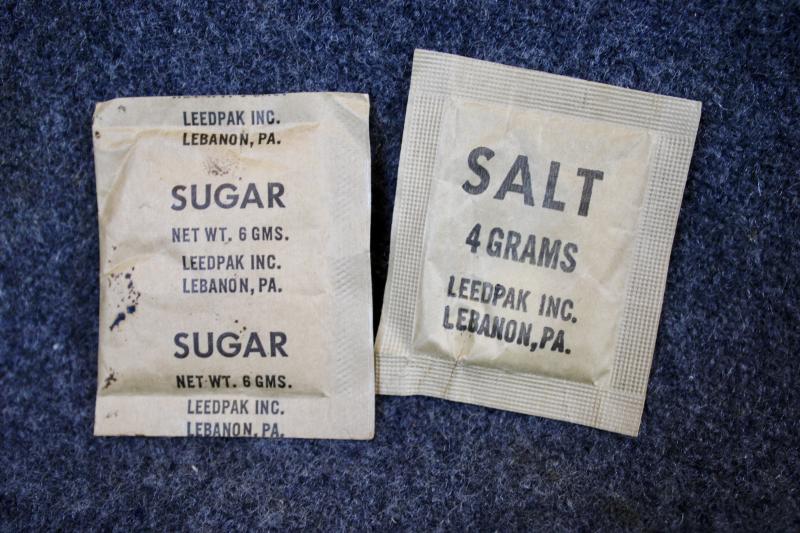 LEEDPAK INC.
LEBANON, PA.
SUGAR
NET WT. 6 GMS.
LEEDPAK INC.
LEBANON, PA.
SUGAR
NET WT. 6 GMS.
LEEDPAK INC.
LEBANON, PA.
SALT
4 GRAMS
LEEDPAK INC.
LEBANON, PA.